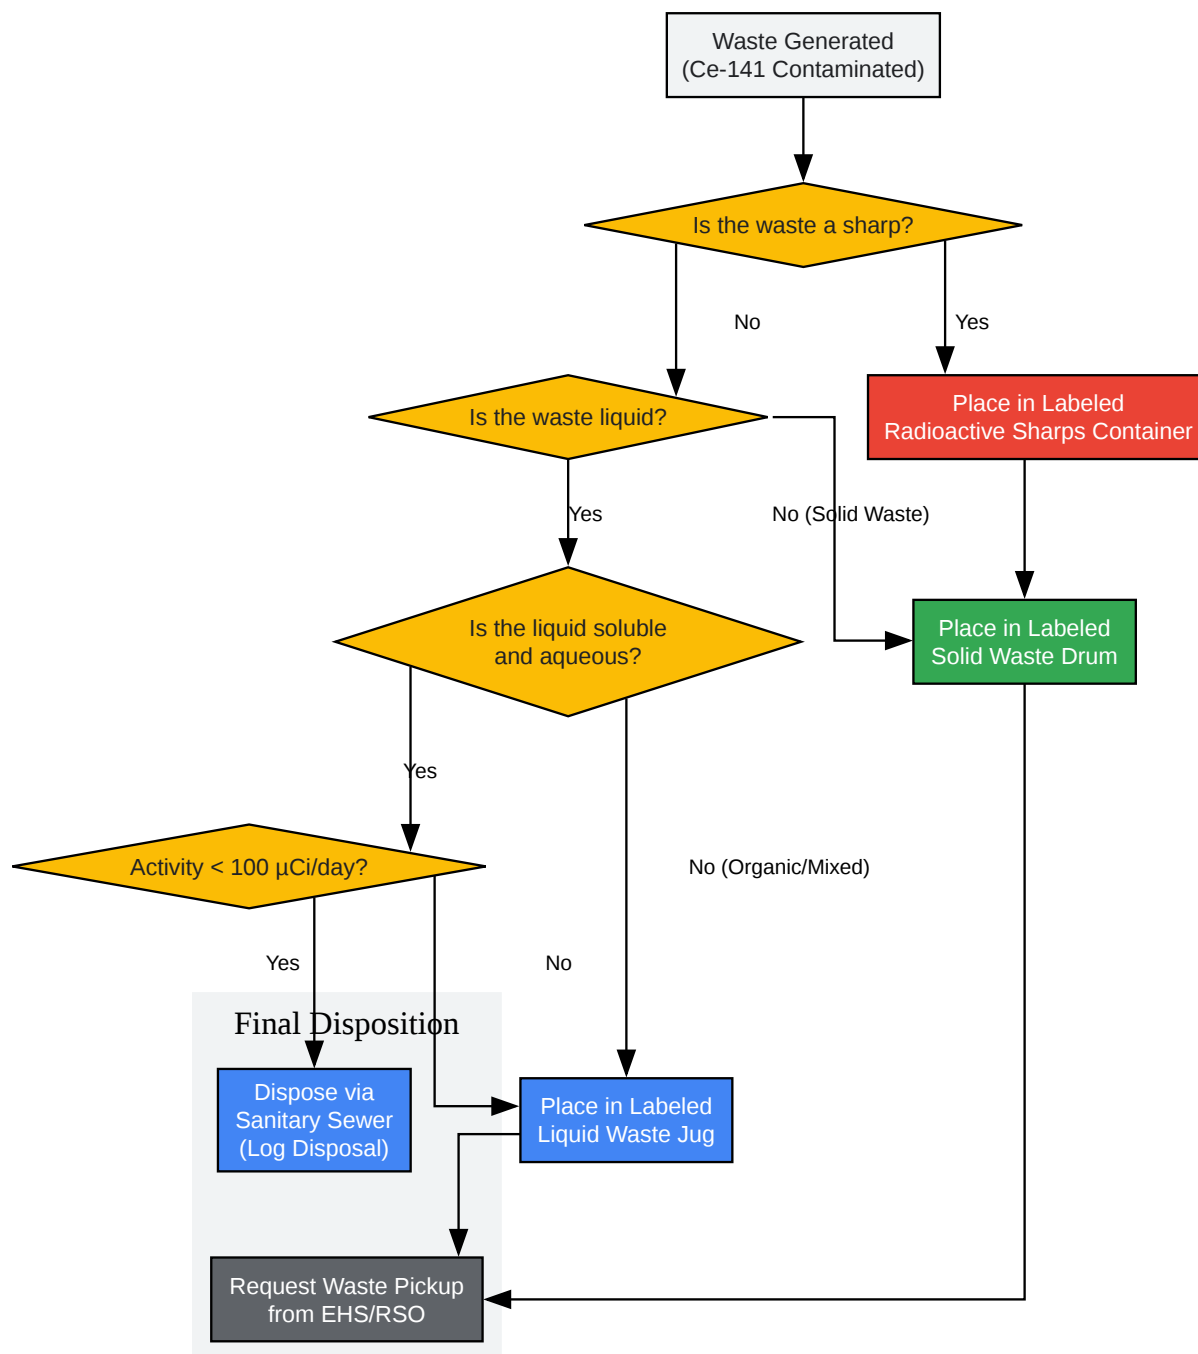 Waste Generated
(Ce-141 Contaminated)
Is the waste a sharp?
No
Yes
Is the waste liquid?
Place in Labeled
Radioactive Sharps Container
Yes
No (Solid Waste)
Is the liquid soluble
and aqueous?
Place in Labeled
Solid Waste Drum
Yes
Activity < 100 µCi/day?
No (Organic/Mixed)
Yes
No
Final Disposition
Dispose via
Sanitary Sewer
(Log Disposal)
Place in Labeled
Liquid Waste Jug
Request Waste Pickup
from EHS/RSO